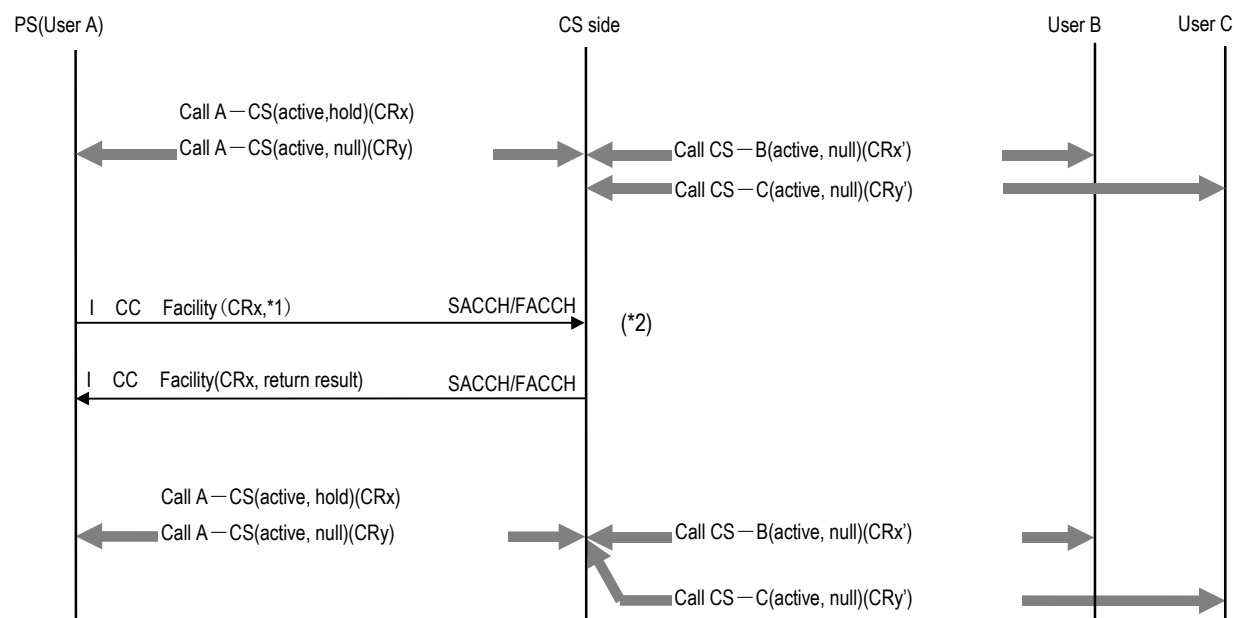 PS(User A)
CS side
User B
User C
Call A－CS(active,hold)(CRx)
Call A－CS(active, null)(CRy)
Call CS－B(active, null)(CRx’)
Call CS－C(active, null)(CRy’)
I CC Facility（CRx,*1） SACCH/FACCH
(*2)
I CC Facility(CRx, return result) SACCH/FACCH
Call A－CS(active, hold)(CRx)
Call A－CS(active, null)(CRy)
Call CS－B(active, null)(CRx’)
Call CS－C(active, null)(CRy’)